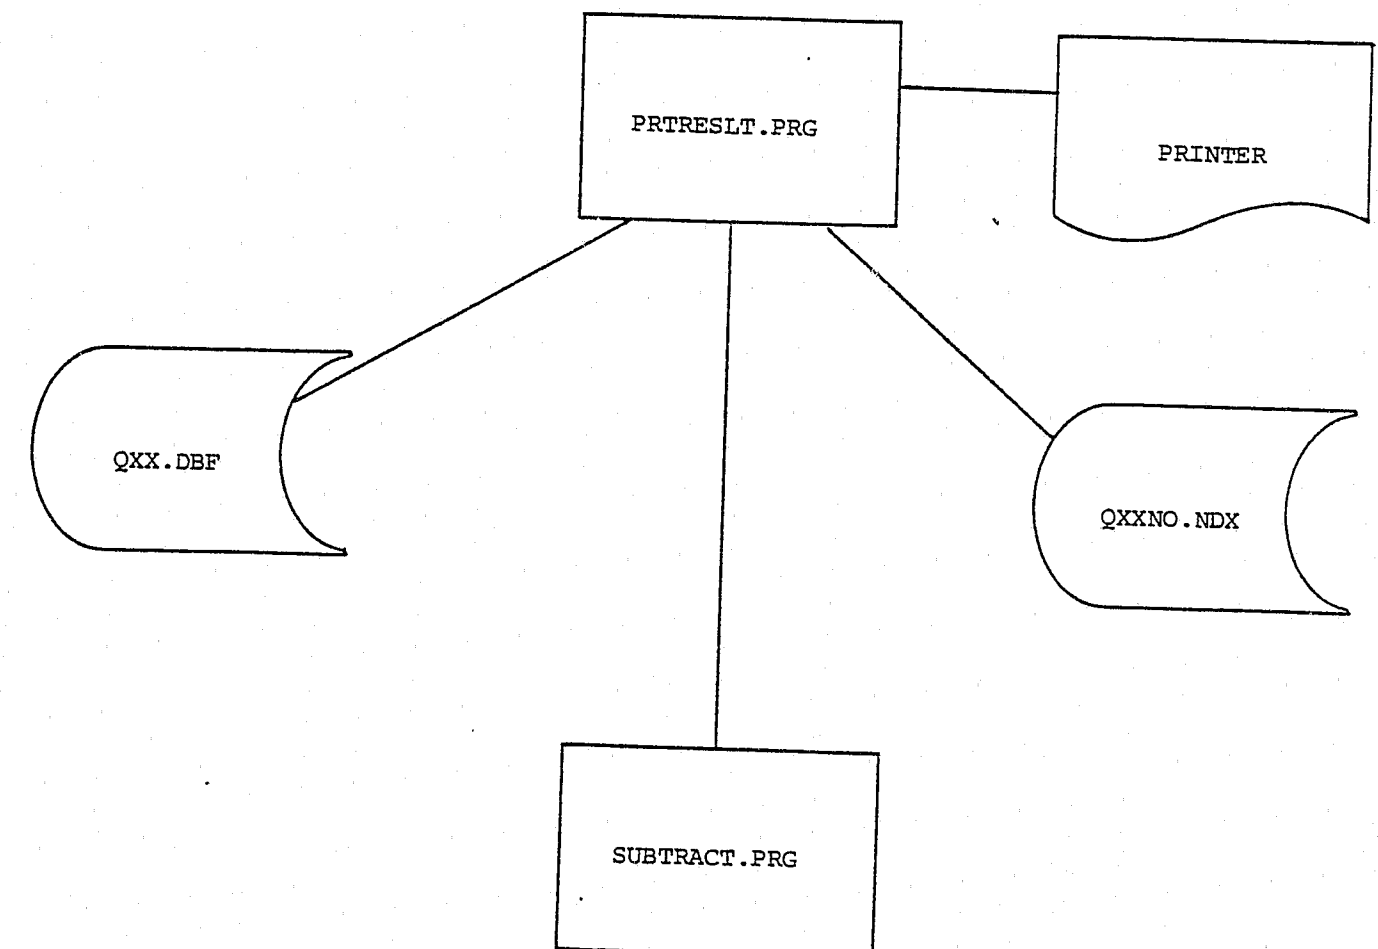 PRTRESLT.PRG
PRINTER
QXX.DBF
QXXNO.NDX
SUBTRACT.PRG